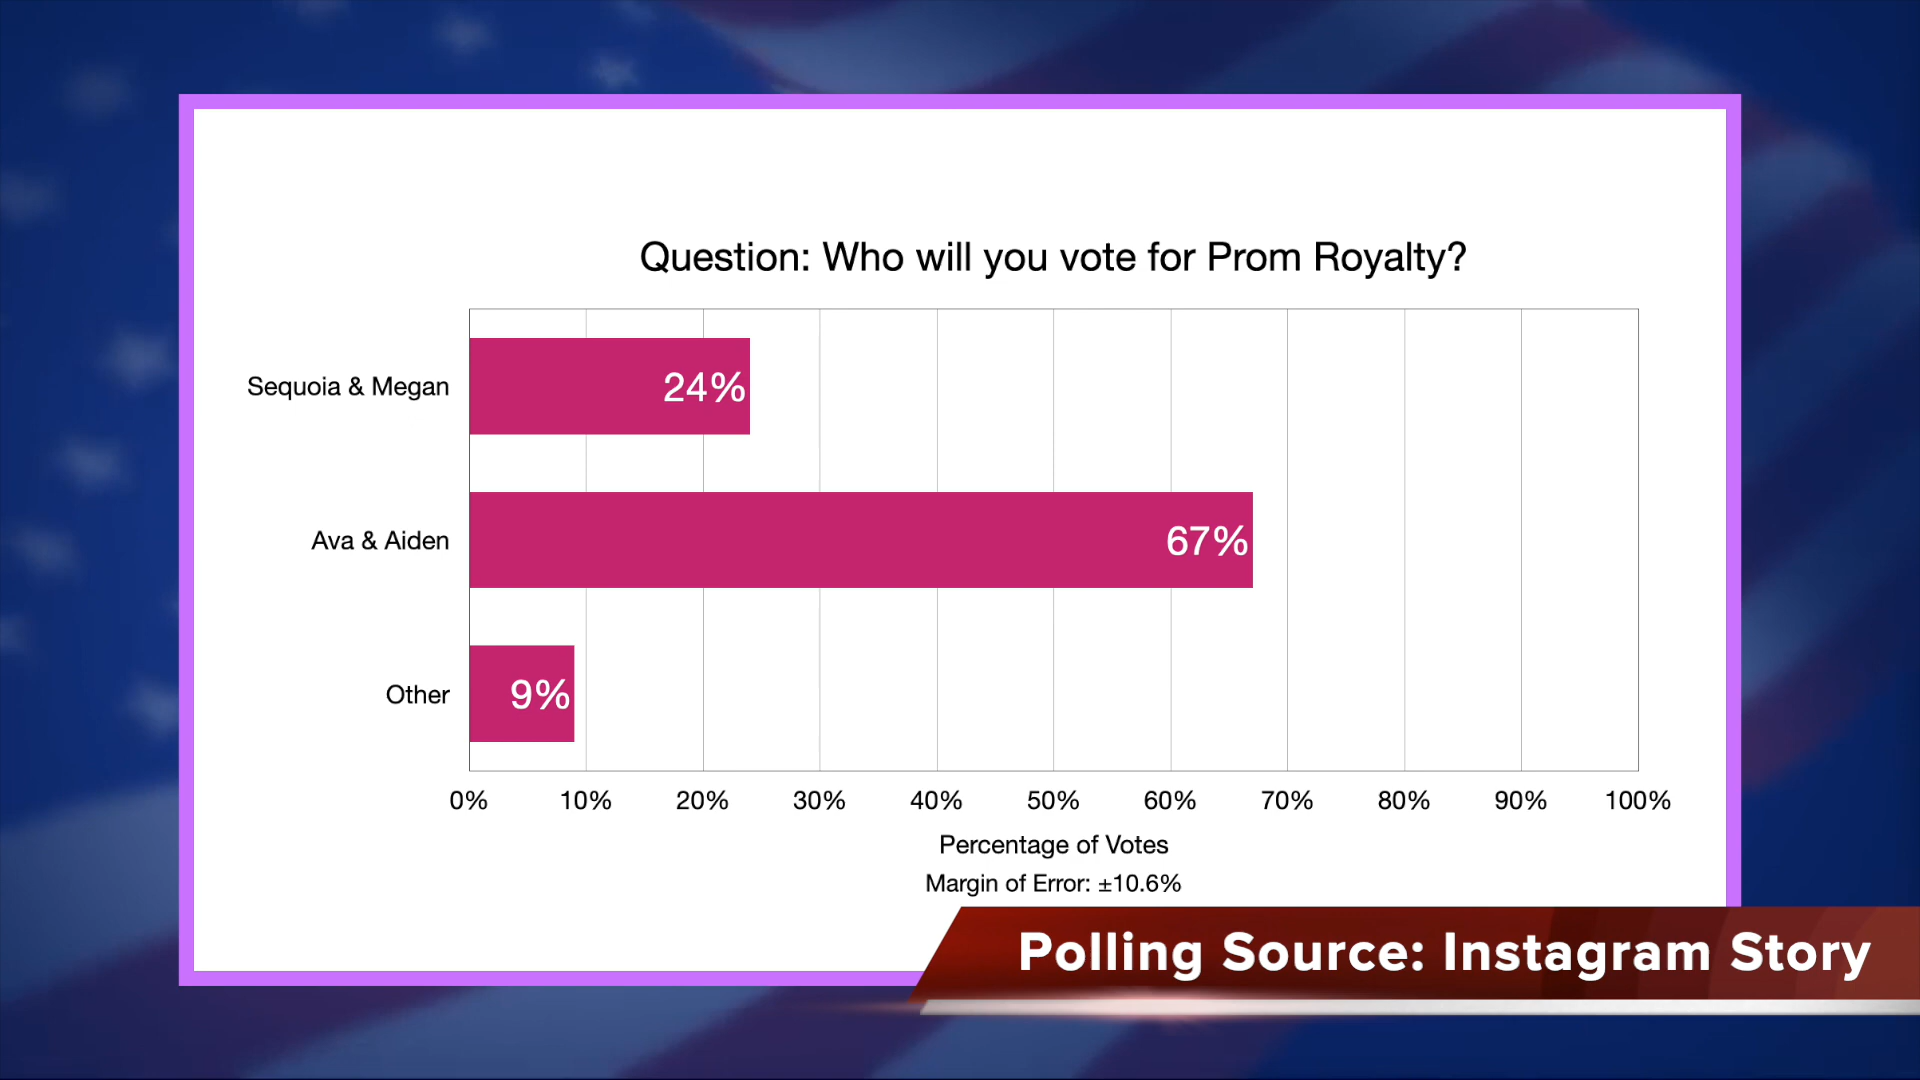 Question: Who will you vote for Prom Royalty?
Sequoia & Megan
24%
Ava & Aiden
67%
Other
9%
0% 10% 20% 30% 40% 50% 60% 70% 80% 90% 100%
Percentage of Votes
Margin of Error: ±10.6%
Polling Source: Instagram Story